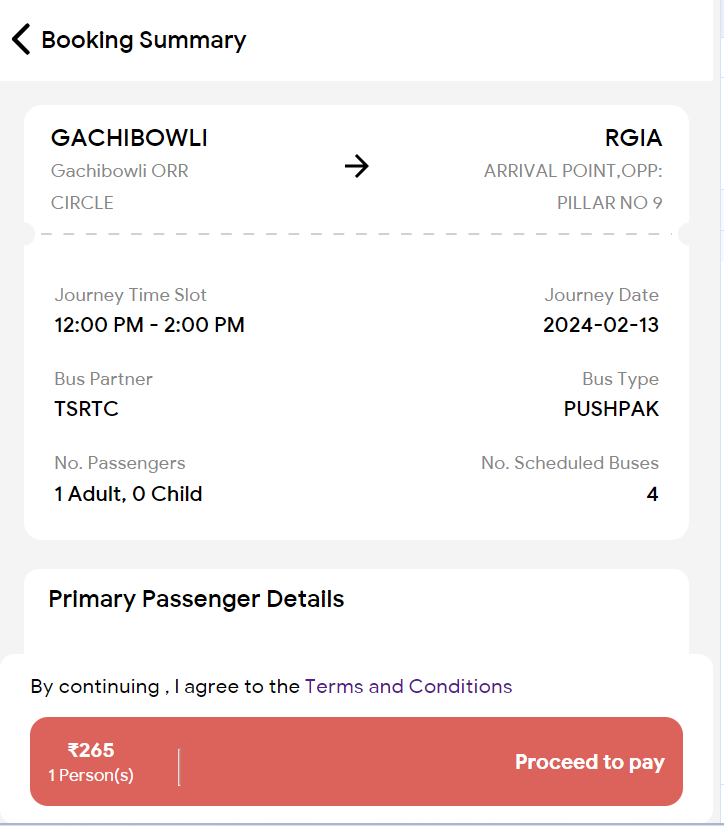 Booking Summary
GACHIBOWLI
RGIA
Gachibowli ORR
CIRCLE
ARRIVAL POINT,OPP:
PILLAR NO 9
Journey Time Slot
Journey Date
12:00 PM - 2:00 PM
2024-02-13
Bus Partner
Bus Type
TSRTC
PUSHPAK
No. Passengers
No. Scheduled Buses
1 Adult, 0 Child
4
Primary Passenger Details
By continuing , I agree to the Terms and Conditions
₹265
1 Person(s)
Proceed to pay